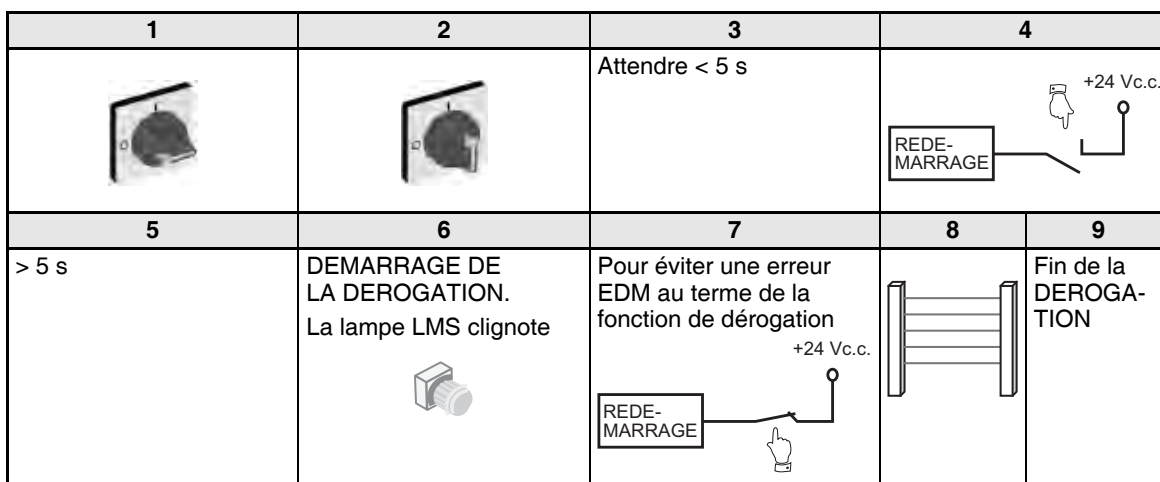 1 2 3 4
Attendre < 5 s
+24 Vc.c.
REDE-
MARRAGE
5 6 7 8 9
> 5 s
DEMARRAGE DE
LA DEROGATION.
La lampe LMS clignote
Pour éviter une erreur
EDM au terme de la
fonction de dérogation
+24 Vc.c.
REDE-
MARRAGE
Fin de la
DEROGA-
TION